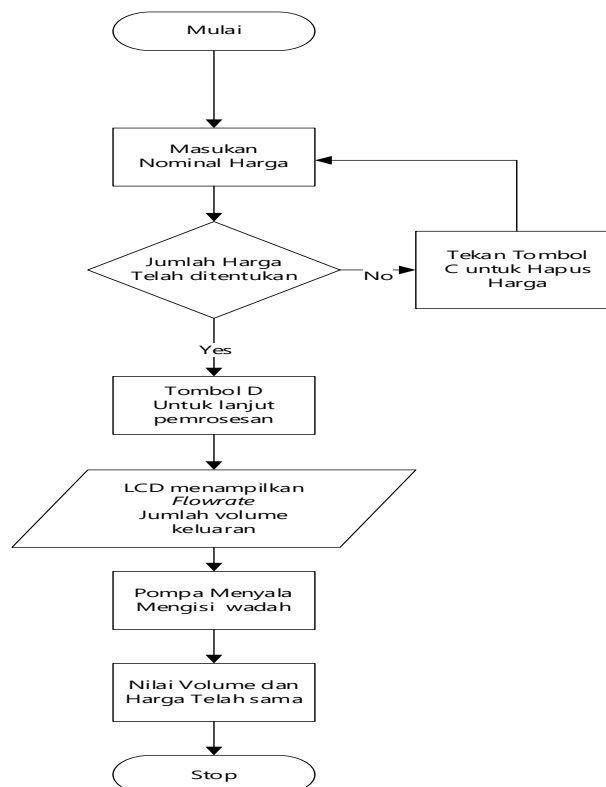 Mulai
Masukan
Nominal Harga
Jumlah Harga
Telah ditentukan
No
Tekan Tombol
C untuk Hapus
Harga
Yes
Tombol D
Untuk lanjut
pemrosesan
LCD menampilkan
Flowrate
Jumlah volume
keluaran
Pompa Menyala
Mengisi wadah
Nilai Volume dan
Harga Telah sama
Stop